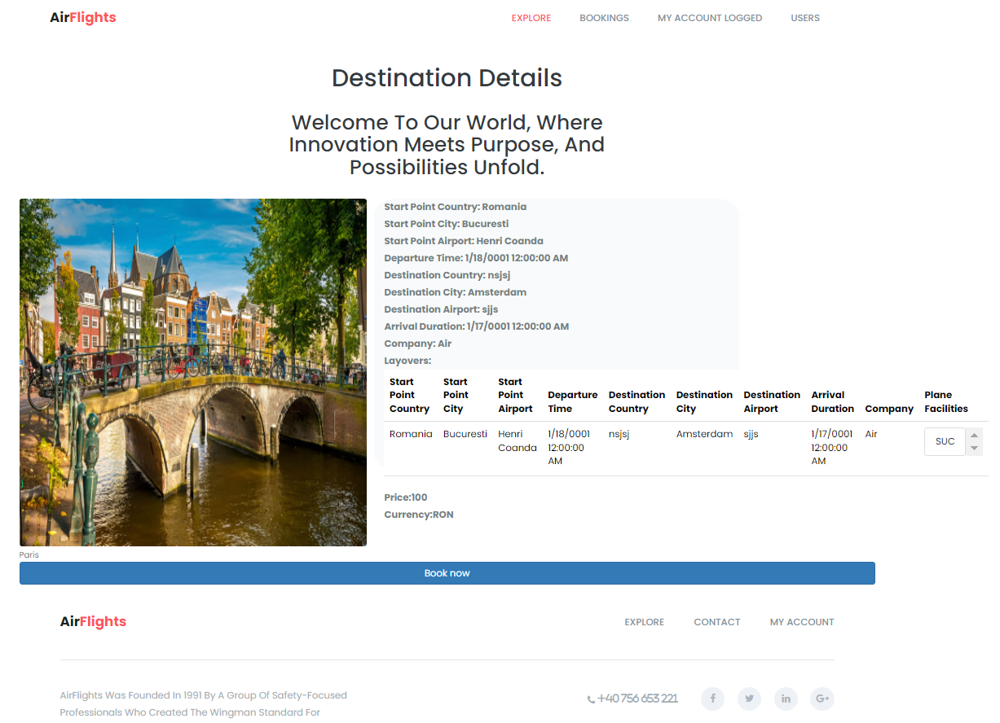 AirFlights
EXPLORE BOOKINGS MY ACCOUNT LOGGED USERS
Destination Details
Welcome To Our World, Where
Innovation Meets Purpose, And
Possibilities Unfold.
Start Point Country: Romania
Start Point City: Bucuresti
Start Point Airport: Henri Coanda
Departure Time: 1/18/0001 12:00:00 AM
Destination Country: nsjsj
Destination City: Amsterdam
Destination Airport: sjjs
Arrival Duration: 1/17/0001 12:00:00 AM
Company: Air
Layovers:
Start Point Country Start Point City Start Point Airport Departure Time Destination Country Destination City Destination Airport Arrival Duration Company Plane Facilities
Romania Bucuresti Henri Coanda 1/18/0001 12:00:00 AM nsjsj Amsterdam sjjs 1/17/0001 12:00:00 AM Air SUC
Price:100
Currency:RON
Paris
Book now
AirFlights
EXPLORE CONTACT MY ACCOUNT
AirFlights Was Founded In 1991 By A Group Of Safety-Focused
Professionals Who Created The Wingman Standard For
+40 756 653 221